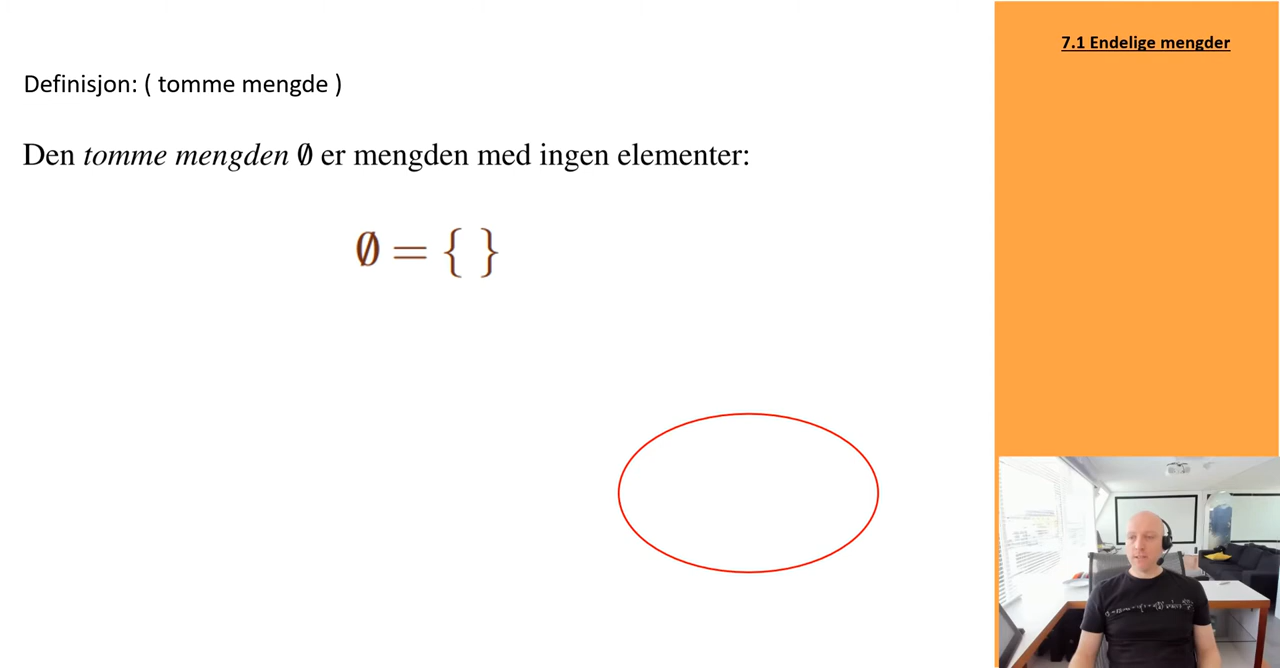 7.1 Endelige mengder
Definisjon: ( tomme mengde )
Den tomme mengden ∅ er mengden med ingen elementer:
∅ = { }